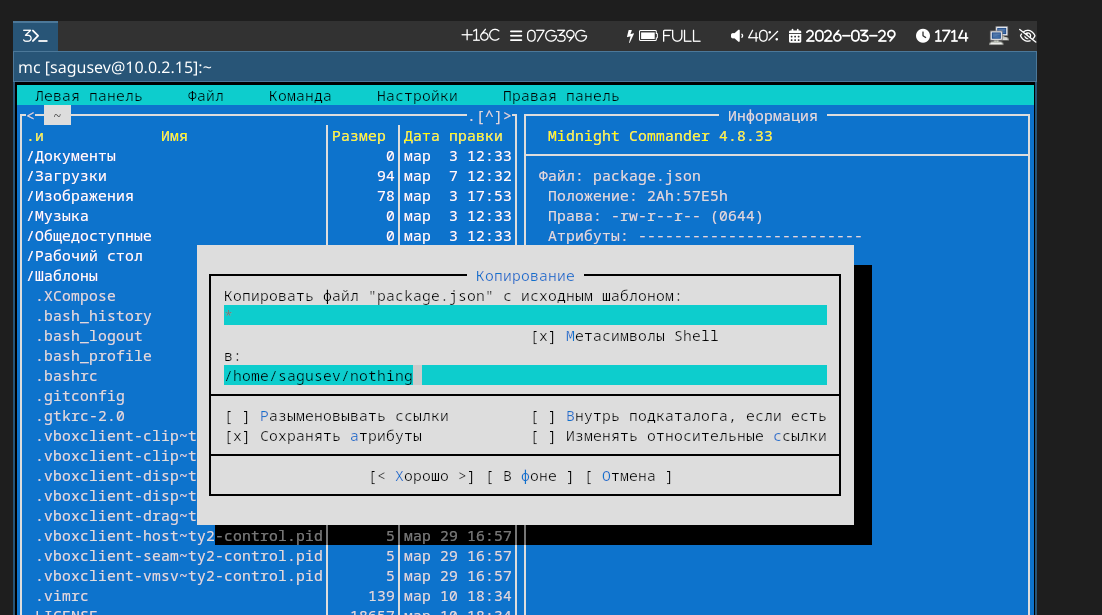 3>_ +16C 07G39G FULL 40% 2026-03-29 1714
mc [sagusev@10.0.2.15]:~
Левая панель Файл Команда Настройки Правая панель
<- ~ .[^]> Информация
.и Имя Размер Дата правки Midnight Commander 4.8.33
/Документы 0 мар 3 12:33
/Загрузки 94 мар 7 12:32 Файл: package.json
/Изображения 78 мар 3 17:53 Положение: 2Ah:57E5h
/Музыка 0 мар 3 12:33 Права: -rw-r--r-- (0644)
/Общедоступные 0 мар 3 12:33 Атрибуты: -------------------------
/Рабочий стол
/Шаблоны
.XCompose
.bash_history
.bash_logout
.bash_profile
.bashrc
.gitconfig
.gtkrc-2.0
.vboxclient-clip~t
.vboxclient-clip~t
.vboxclient-disp~t
.vboxclient-disp~t
.vboxclient-drag~t
.vboxclient-host~ty2-control.pid 5 мар 29 16:57
.vboxclient-seam~ty2-control.pid 5 мар 29 16:57
.vboxclient-vmsv~ty2-control.pid 5 мар 29 16:57
.vimrc 139 мар 10 18:34
LICENSE 18657 мар 10 18:34
Копирование
Копировать файл "package.json" с исходным шаблоном:
*
[x] Метасимволы Shell
в:
/home/sagusev/nothing
[ ] Разыменовывать ссылки [ ] Внутрь подкаталога, если есть
[x] Сохранять атрибуты [ ] Изменять относительные ссылки
[< Хорошо >] [ В фоне ] [ Отмена ]